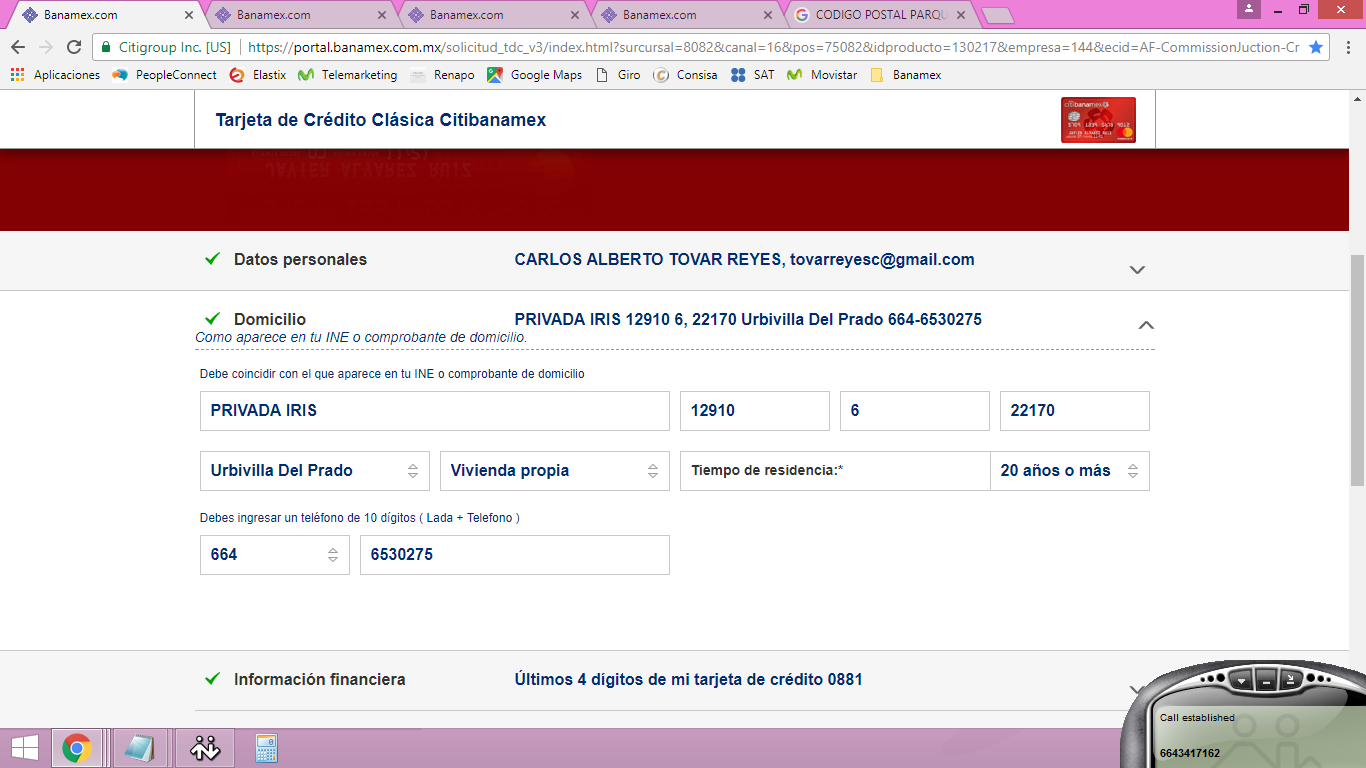 Banamex.com
Banamex.com
Banamex.com
Banamex.com
CODIGO POSTAL PARQU
Citigroup Inc. [US]
https://portal.banamex.com.mx/solicitud_tdc_v3/index.html?sucursal=8082&canal=16&pos=75082&idproducto=130217&empresa=144&ecid=AF-CommissionJuction-Cr
Aplicaciones PeopleConnect Elastix Telemarketing Renapo Google Maps Giro Consisa SAT Movistar Banamex
Tarjeta de Crédito Clásica Citibanamex
citibanamex
JAVIER ALVAREZ RUIZ
Datos personales CARLOS ALBERTO TOVAR REYES, tovarreyesc@gmail.com
Domicilio PRIVADA IRIS 12910 6, 22170 Urbivilla Del Prado 664-6530275
Como aparece en tu INE o comprobante de domicilio.
Debe coincidir con el que aparece en tu INE o comprobante de domicilio
PRIVADA IRIS 12910 6 22170
Urbivilla Del Prado Vivienda propia Tiempo de residencia:* 20 años o más
Debes ingresar un teléfono de 10 dígitos ( Lada + Telefono )
664 6530275
Información financiera Últimos 4 dígitos de mi tarjeta de crédito 0881
Call established
6643417162